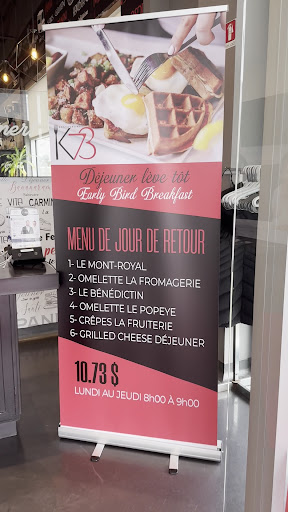 K73
Déjeuner lève tôt
Early Bird Breakfast
MENU DE JOUR DE RETOUR
1- LE MONT-ROYAL
2- OMELETTE LA FROMAGERIE
3- LE BÉNÉDICTIN
4- OMELETTE LE POPEYE
5- CRÊPES LA FRUITERIE
6- GRILLED CHEESE DÉJEUNER
10.73 $
LUNDI AU JEUDI 8h00 À 9h00